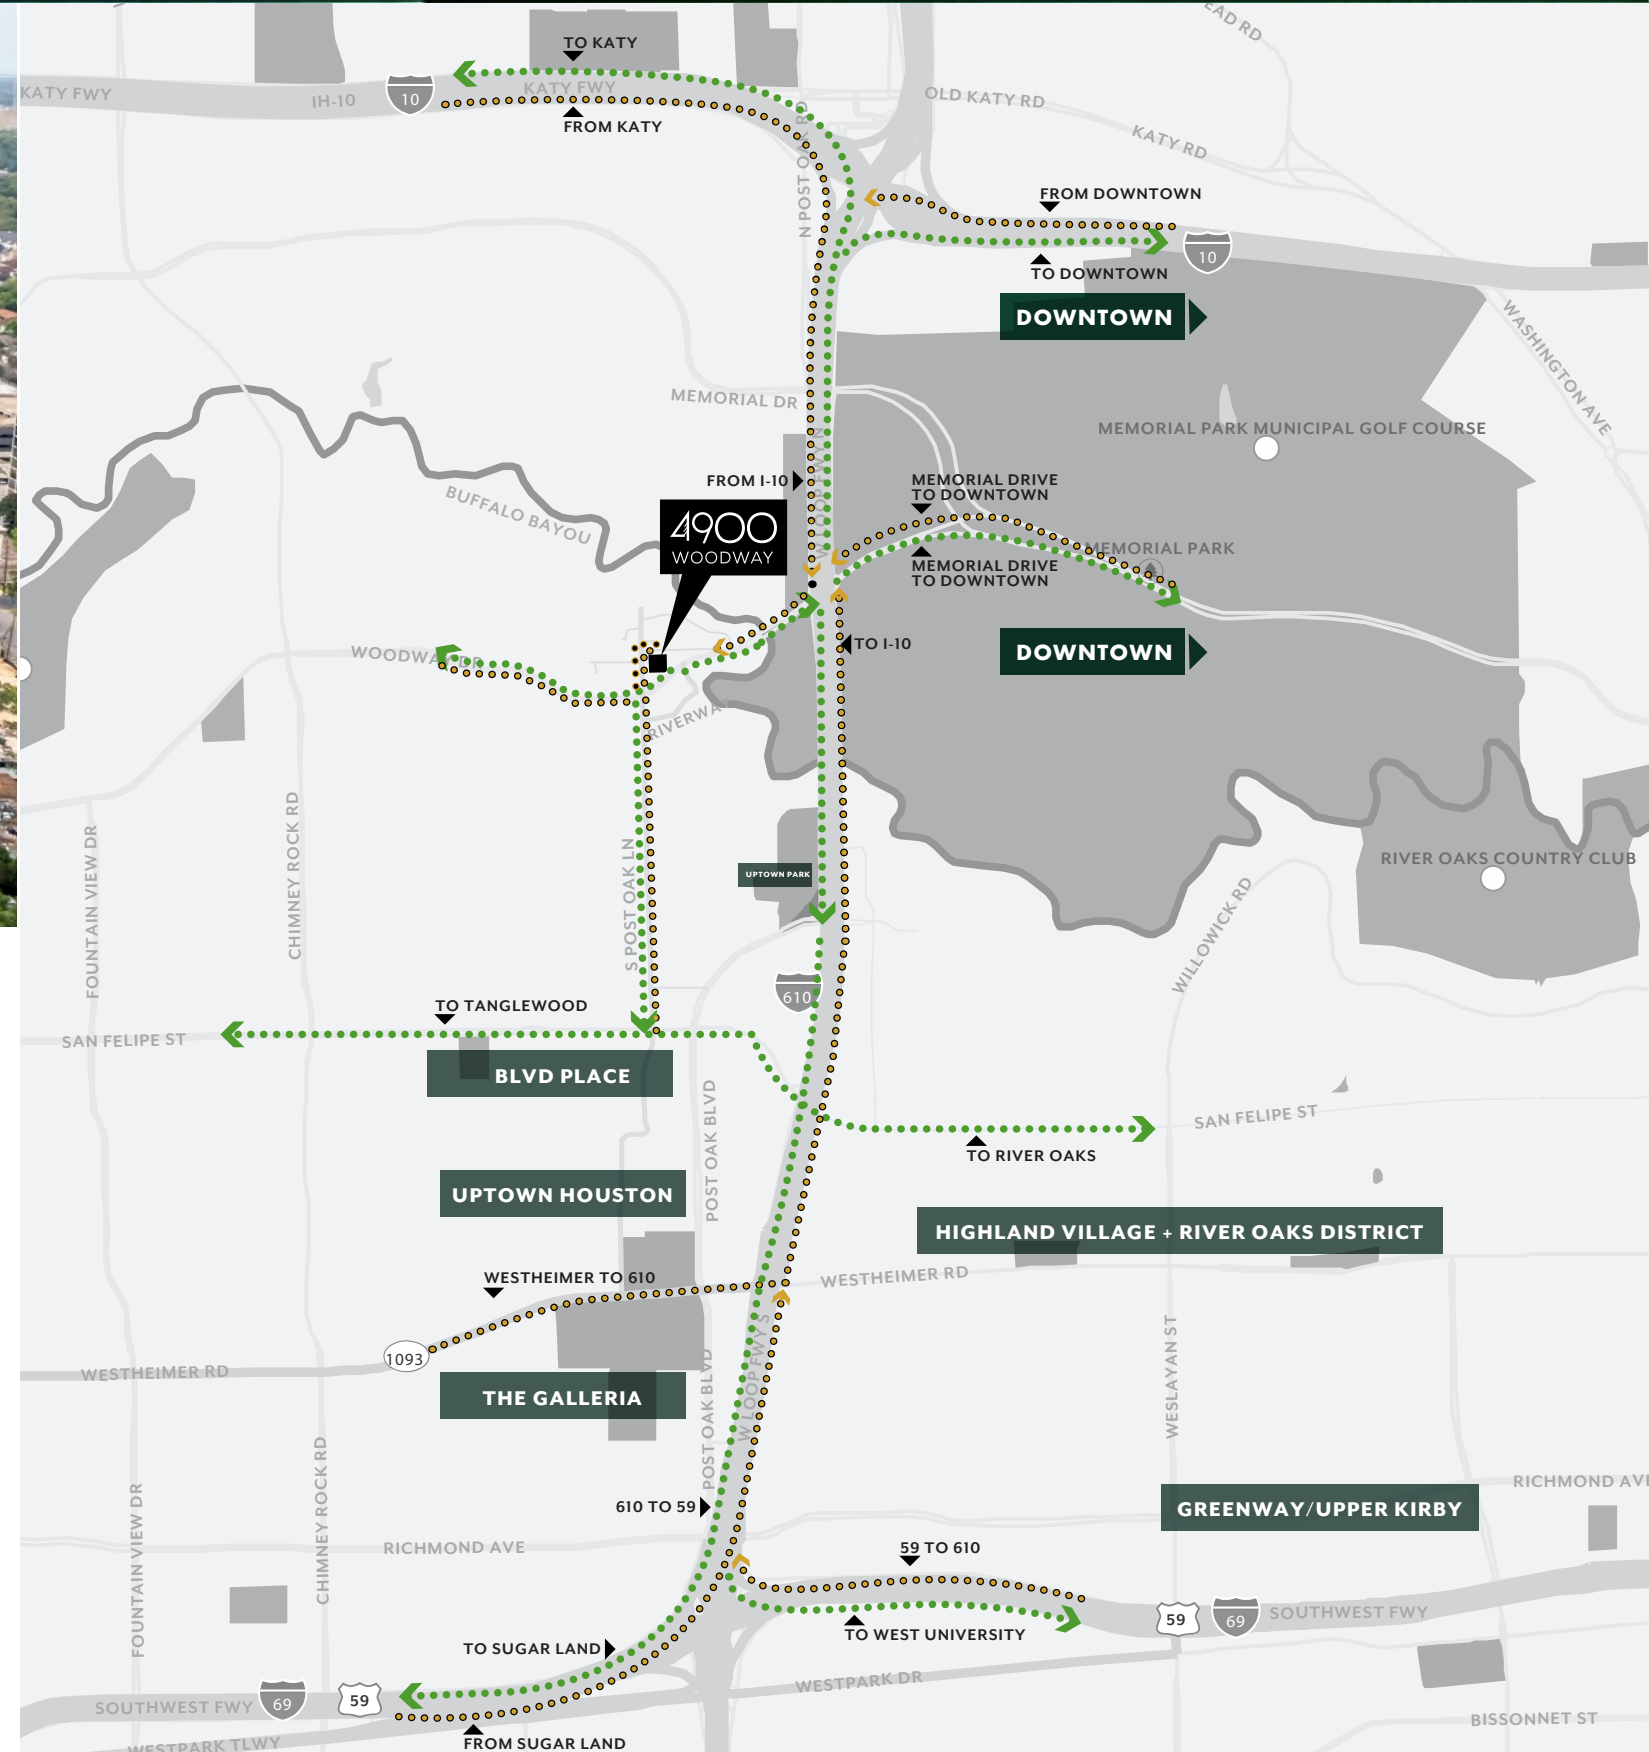 EAD RD
TO KATY
KATY FWY
KATY FWY
IH-10
10
FROM KATY
OLD KATY RD
KATY RD
N POST OAK RD
FROM DOWNTOWN
10
TO DOWNTOWN
DOWNTOWN
WASHINGTON AVE
MEMORIAL DR
MEMORIAL PARK MUNICIPAL GOLF COURSE
W LOOP FWY N
FROM I-10
MEMORIAL DRIVE
TO DOWNTOWN
BUFFALO BAYOU
4900
WOODWAY
MEMORIAL PARK
MEMORIAL DRIVE
TO DOWNTOWN
WOODWAY DR
TO I-10
DOWNTOWN
RIVERWAY
FOUNTAIN VIEW DR
CHIMNEY ROCK RD
S POST OAK LN
UPTOWN PARK
RIVER OAKS COUNTRY CLUB
WILLOWICK RD
610
TO TANGLEWOOD
SAN FELIPE ST
BLVD PLACE
POST OAK BLVD
SAN FELIPE ST
TO RIVER OAKS
UPTOWN HOUSTON
HIGHLAND VILLAGE + RIVER OAKS DISTRICT
WESTHEIMER TO 610
WESTHEIMER RD
1093
WESTHEIMER RD
W LOOP FWY S
WESLAYAN ST
THE GALLERIA
POST OAK BLVD
CHIMNEY ROCK RD
FOUNTAIN VIEW DR
RICHMOND AVE
610 TO 59
GREENWAY/UPPER KIRBY
RICHMOND AVE
59 TO 610
59
69
SOUTHWEST FWY
TO WEST UNIVERSITY
TO SUGAR LAND
WESTPARK DR
SOUTHWEST FWY
69
59
BISSONNET ST
WESTPARK TLWY
FROM SUGAR LAND